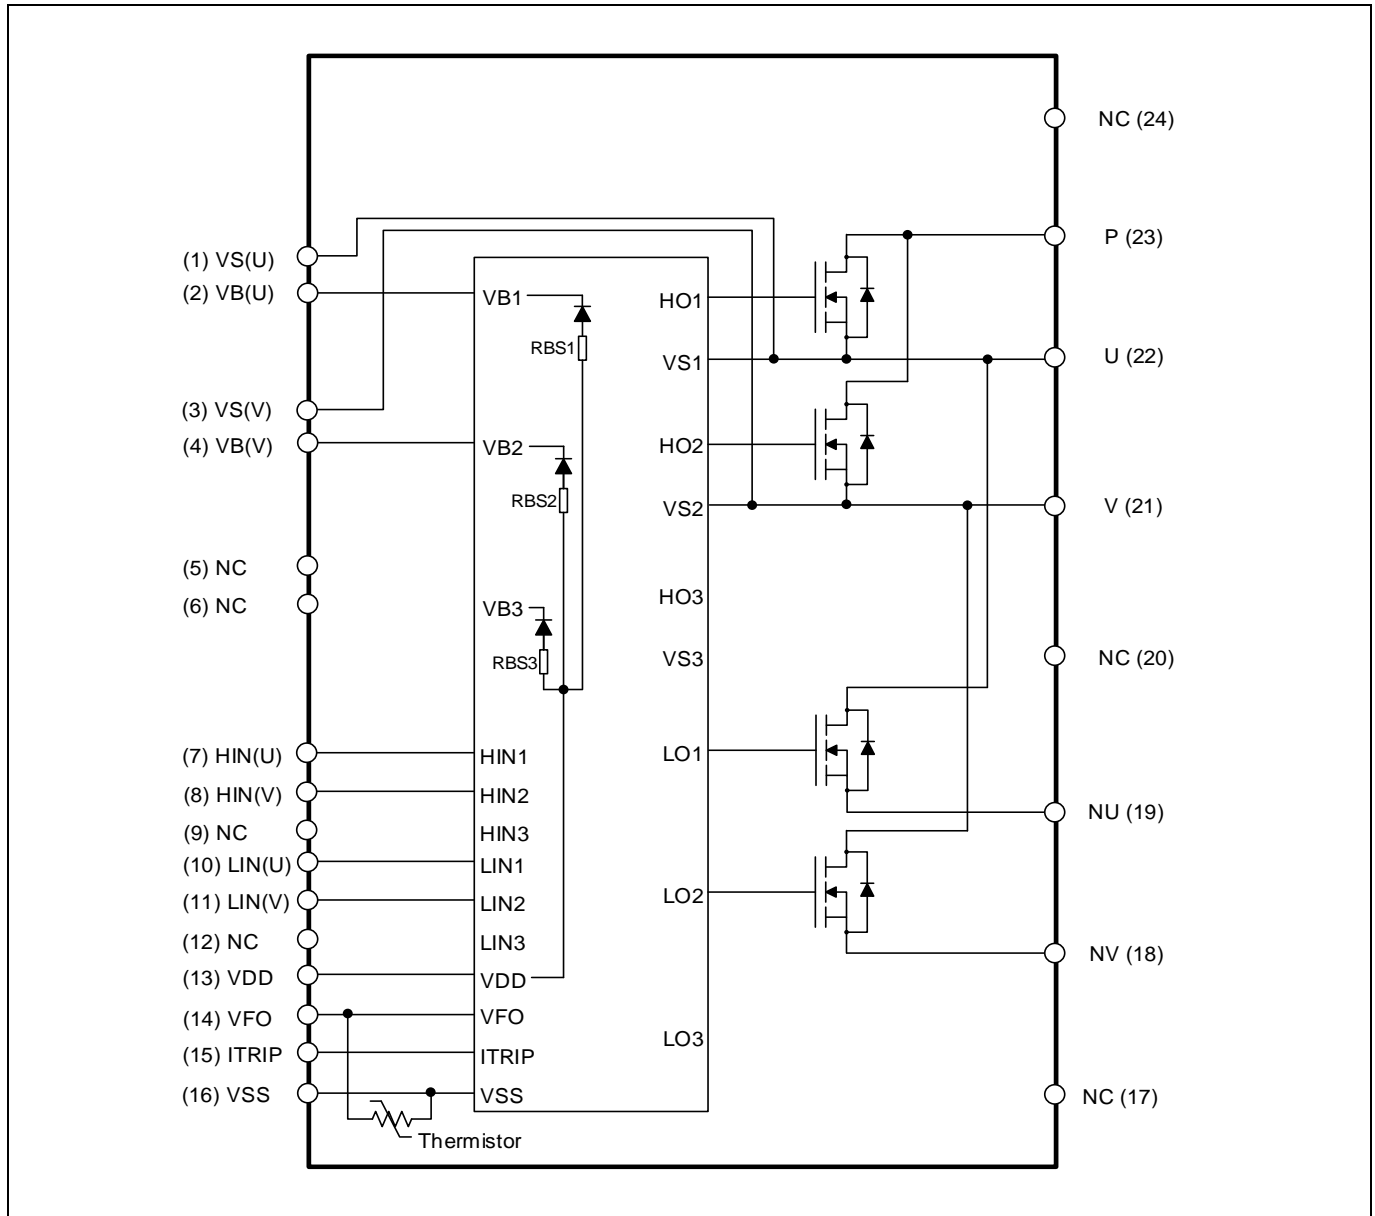 NC (24)
(1) VS(U)
(2) VB(U)
(3) VS(V)
(4) VB(V)
(5) NC
(6) NC
(7) HIN(U)
(8) HIN(V)
(9) NC
(10) LIN(U)
(11) LIN(V)
(12) NC
(13) VDD
(14) VFO
(15) ITRIP
(16) VSS
Thermistor
VB1
RBS1
VB2
RBS2
VB3
RBS3
HIN1
HIN2
HIN3
LIN1
LIN2
LIN3
VDD
VFO
ITRIP
VSS
HO1
VS1
HO2
VS2
HO3
VS3
LO1
LO2
LO3
P (23)
U (22)
V (21)
NC (20)
NU (19)
NV (18)
NC (17)